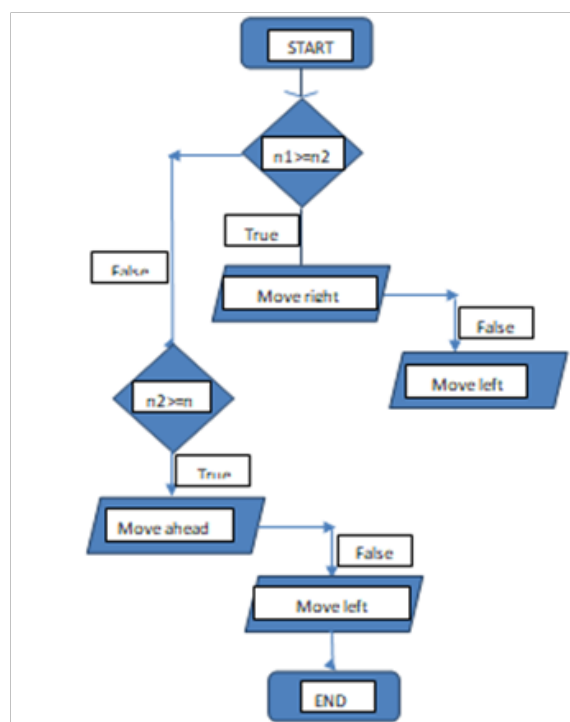 START
n1>=n2
True
False
Move right
False
Move left
n2>=n
True
Move ahead
False
Move left
END